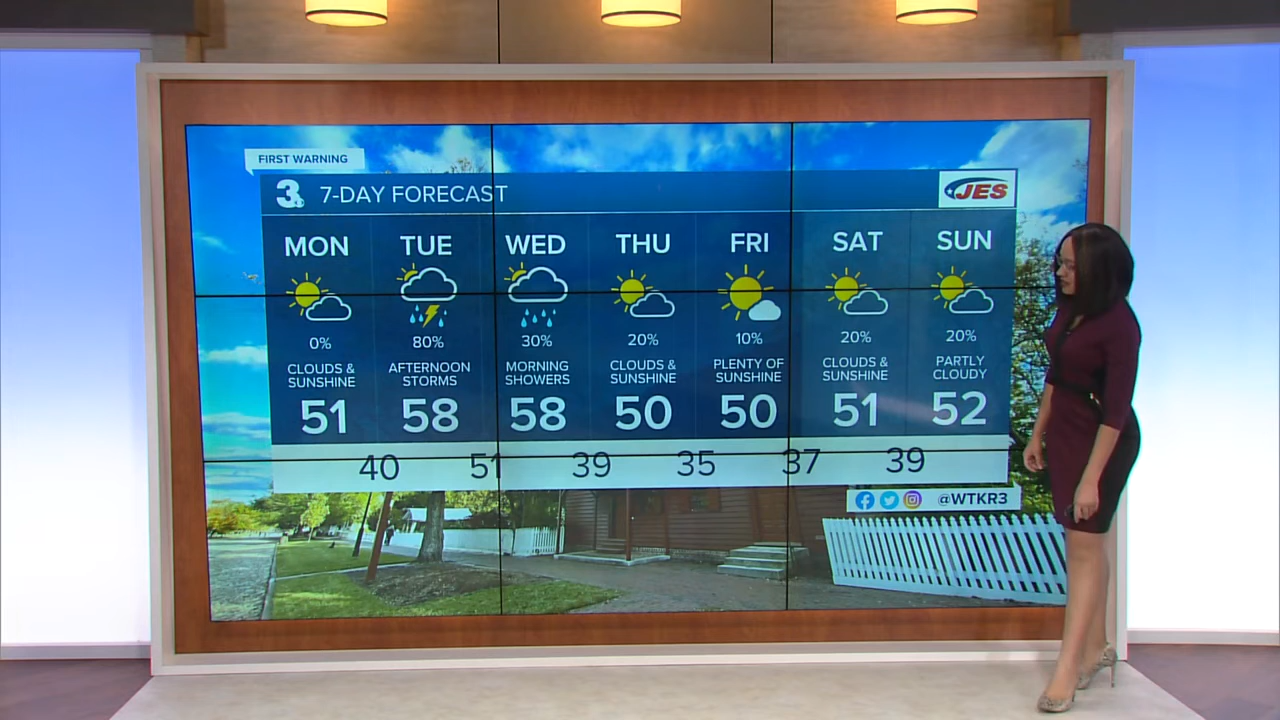 FIRST WARNING
3 7-DAY FORECAST JES
MON TUE WED THU FRI SAT SUN
0% 80% 30% 20% 10% 20% 20%
CLOUDS & AFTERNOON MORNING CLOUDS & PLENTY OF CLOUDS & PARTLY
SUNSHINE STORMS SHOWERS SUNSHINE SUNSHINE SUNSHINE CLOUDY
51 58 58 50 50 51 52
40 51 39 35 37 39
@WTKR3